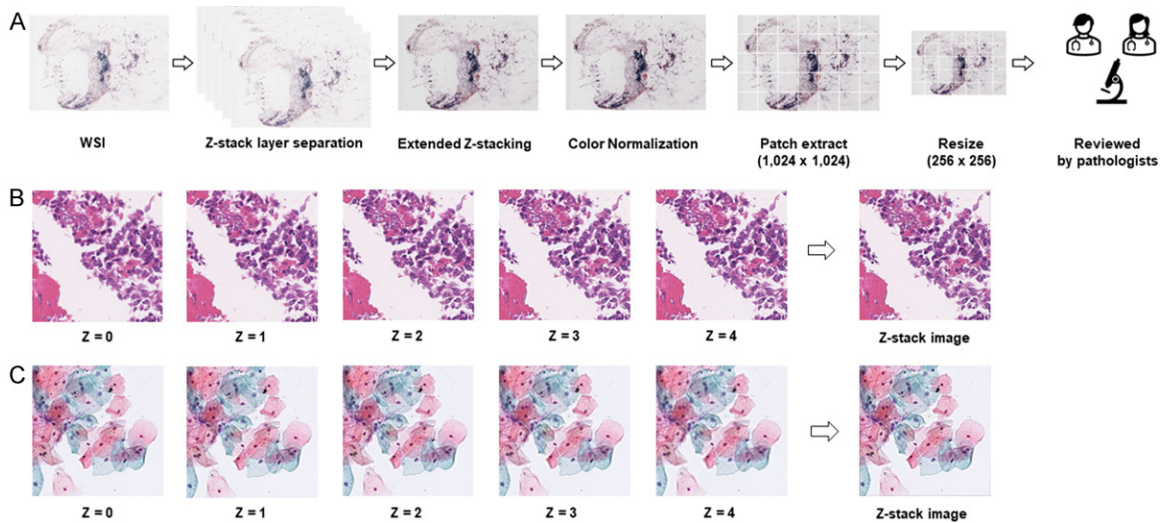 A
WSI
Z-stack layer separation
Extended Z-stacking
Color Normalization
Patch extract
(1,024 x 1,024)
Resize
(256 x 256)
Reviewed
by pathologists
B
Z = 0
Z = 1
Z = 2
Z = 3
Z = 4
Z-stack image
C
Z = 0
Z = 1
Z = 2
Z = 3
Z = 4
Z-stack image